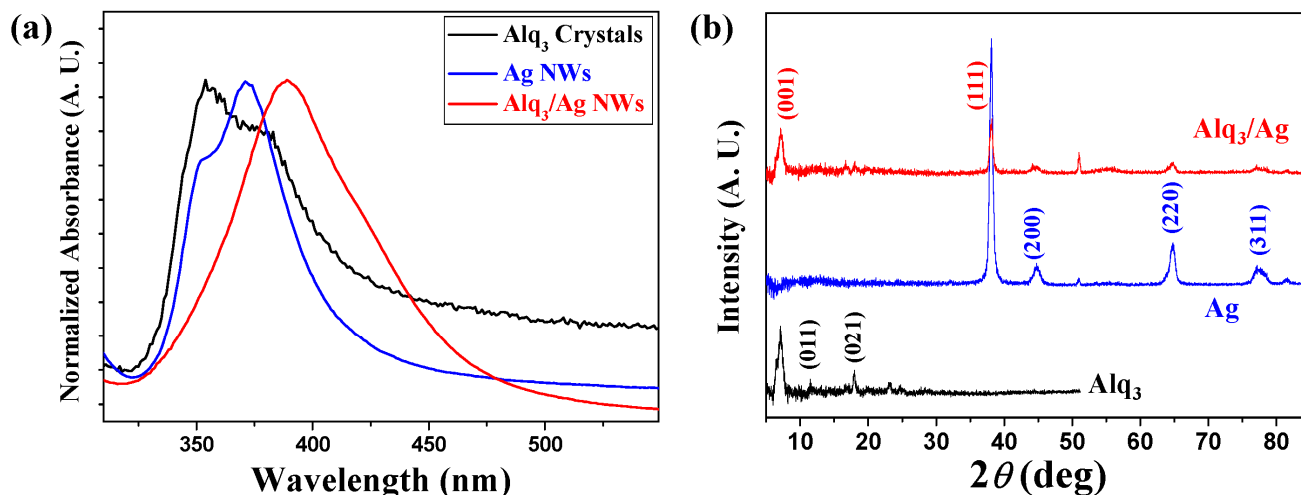 (a)
Normalized Absorbance (A. U.)
Alq₃ Crystals
Ag NWs
Alq₃/Ag NWs
350 400 450 500
Wavelength (nm)
(b)
Intensity (A. U.)
(001)
(111)
Alq₃/Ag
(200)
(220)
(311)
Ag
(011)
(021)
Alq₃
10 20 30 40 50 60 70 80
2θ (deg)